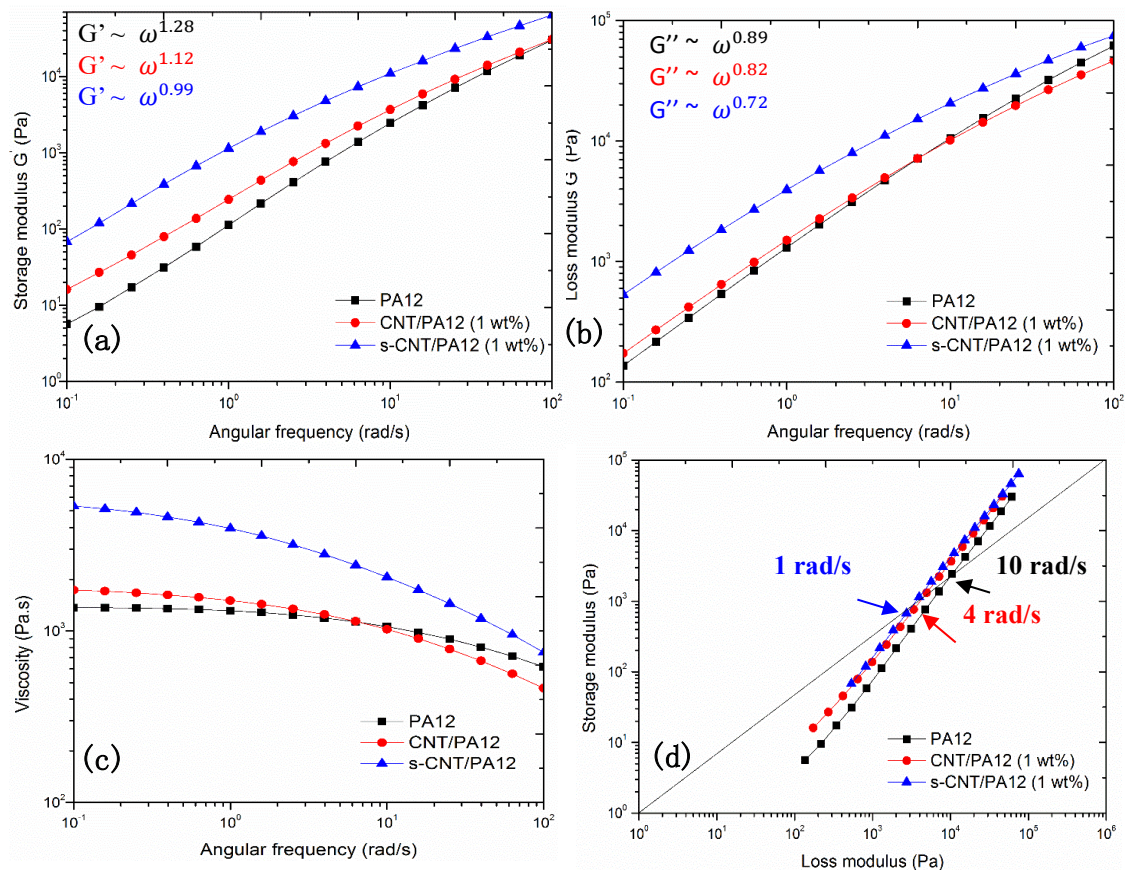 G’ ~ ω^1.28
G’ ~ ω^1.12
G’ ~ ω^0.99
Storage modulus G' (Pa)
10^4
10^3
10^2
10^1
10^0
PA12
CNT/PA12 (1 wt%)
s-CNT/PA12 (1 wt%)
(a)
10^-1 10^0 10^1 10^2
Angular frequency (rad/s)
G’’ ~ ω^0.89
G’’ ~ ω^0.82
G’’ ~ ω^0.72
Loss modulus G'' (Pa)
10^5
10^4
10^3
10^2
PA12
CNT/PA12 (1 wt%)
s-CNT/PA12 (1 wt%)
(b)
10^-1 10^0 10^1 10^2
Angular frequency (rad/s)
Viscosity (Pa.s)
10^4
10^3
10^2
PA12
CNT/PA12
s-CNT/PA12
(c)
10^-1 10^0 10^1 10^2
Angular frequency (rad/s)
Storage modulus (Pa)
10^5
10^4
10^3
10^2
10^1
10^0
1 rad/s
10 rad/s
4 rad/s
PA12
CNT/PA12 (1 wt%)
s-CNT/PA12 (1 wt%)
(d)
10^0 10^1 10^2 10^3 10^4 10^5 10^6
Loss modulus (Pa)